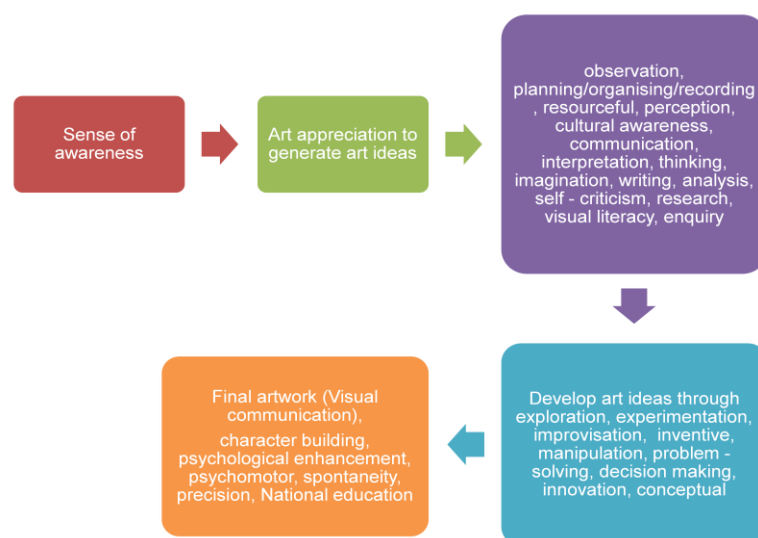 Sense of
awareness
Art appreciation to
generate art ideas
observation,
planning/organising/recording
, resourceful, perception,
cultural awareness,
communication,
interpretation, thinking,
imagination, writing, analysis,
self - criticism, research,
visual literacy, enquiry
Develop art ideas through
exploration, experimentation,
improvisation, inventive,
manipulation, problem -
solving, decision making,
innovation, conceptual
Final artwork (Visual
communication),
character building,
psychological enhancement,
psychomotor, spontaneity,
precision, National education